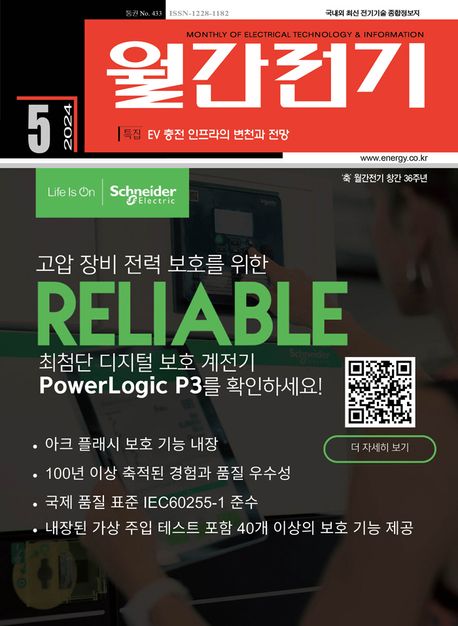 통권 No. 433 ISSN-1228-1182
국내외 최신 전기기술 종합정보지
MONTHLY OF ELECTRICAL TECHNOLOGY & INFORMATION
월간전기
5 2024
특집 EV 충전 인프라의 변천과 전망
www.energy.co.kr
Life Is On Schneider Electric
'축' 월간전기 창간 36주년
고압 장비 전력 보호를 위한
RELIABLE
최첨단 디지털 보호 계전기
PowerLogic P3를 확인하세요!
더 자세히 보기
• 아크 플래시 보호 기능 내장
• 100년 이상 축적된 경험과 품질 우수성
• 국제 품질 표준 IEC60255-1 준수
• 내장된 가상 주입 테스트 포함 40개 이상의 보호 기능 제공